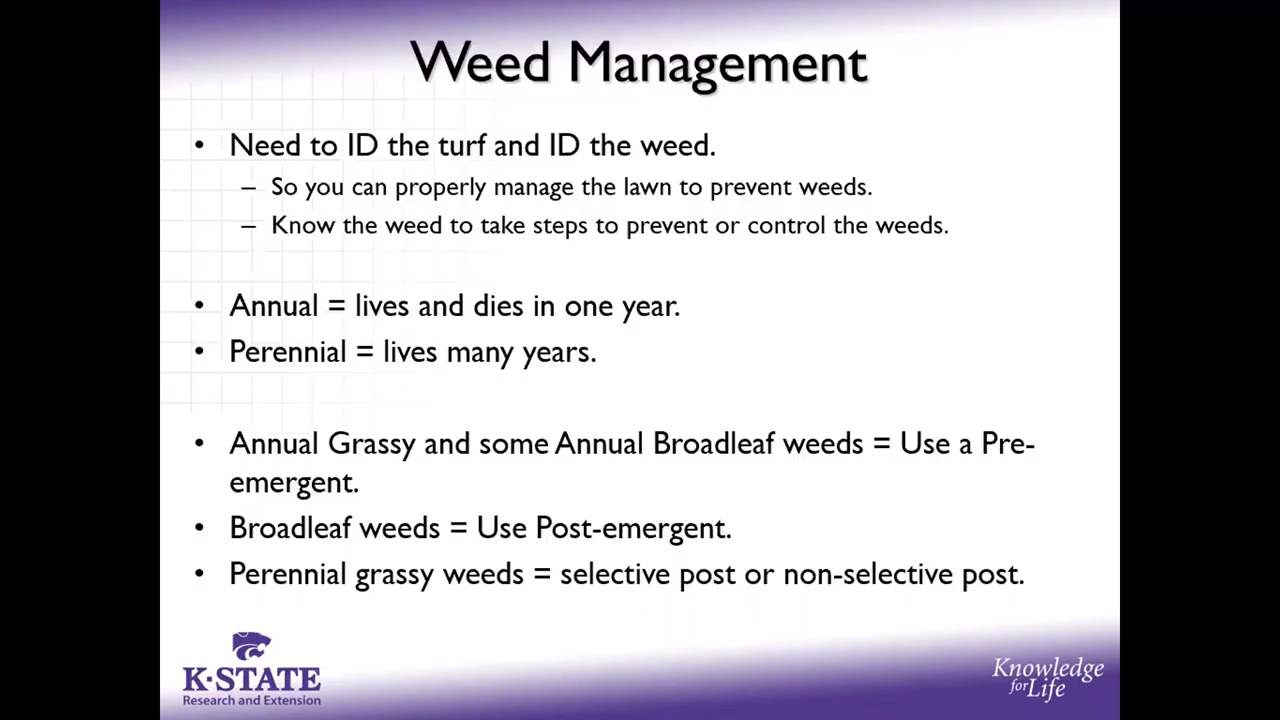 Weed Management
• Need to ID the turf and ID the weed.
– So you can properly manage the lawn to prevent weeds.
– Know the weed to take steps to prevent or control the weeds.
• Annual = lives and dies in one year.
• Perennial = lives many years.
• Annual Grassy and some Annual Broadleaf weeds = Use a Pre-
emergent.
• Broadleaf weeds = Use Post-emergent.
• Perennial grassy weeds = selective post or non-selective post.
K·STATE
Research and Extension
Knowledge
for Life